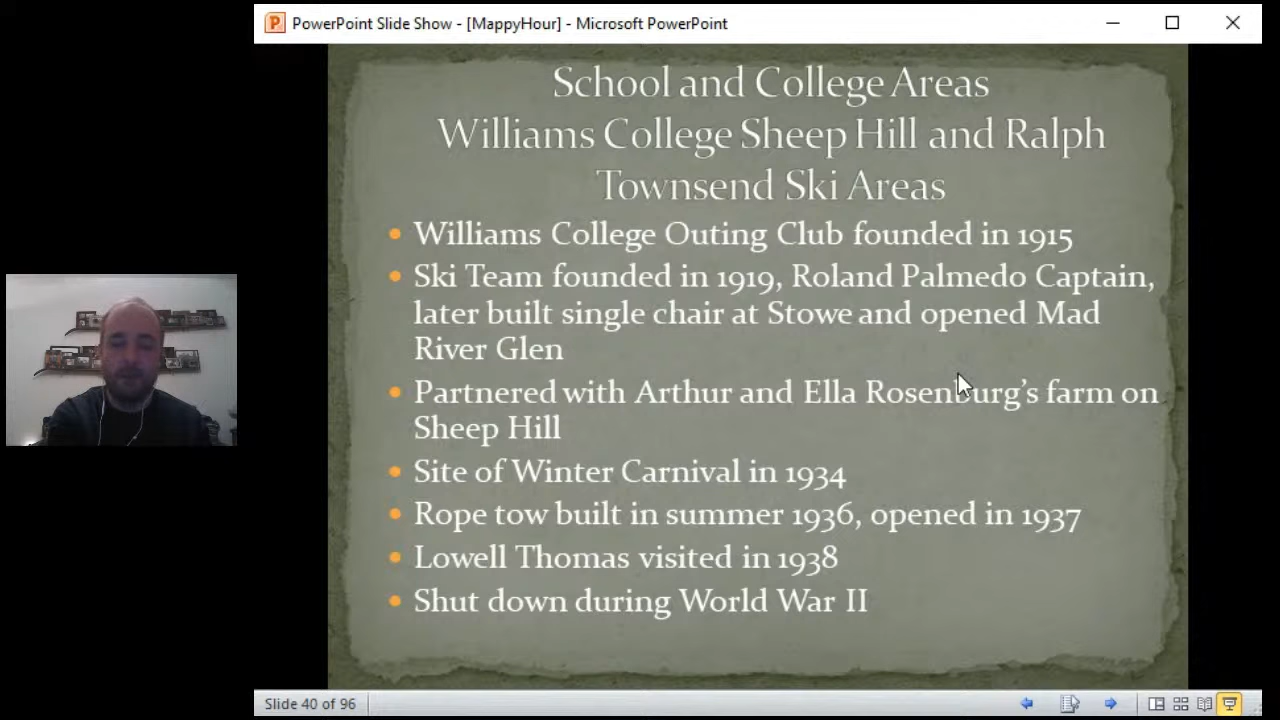 PowerPoint Slide Show - [MappyHour] - Microsoft PowerPoint
School and College Areas
Williams College Sheep Hill and Ralph
Townsend Ski Areas
• Williams College Outing Club founded in 1915
• Ski Team founded in 1919, Roland Palmedo Captain,
later built single chair at Stowe and opened Mad
River Glen
• Partnered with Arthur and Ella Rosenburg's farm on
Sheep Hill
• Site of Winter Carnival in 1934
• Rope tow built in summer 1936, opened in 1937
• Lowell Thomas visited in 1938
• Shut down during World War II
Slide 40 of 96